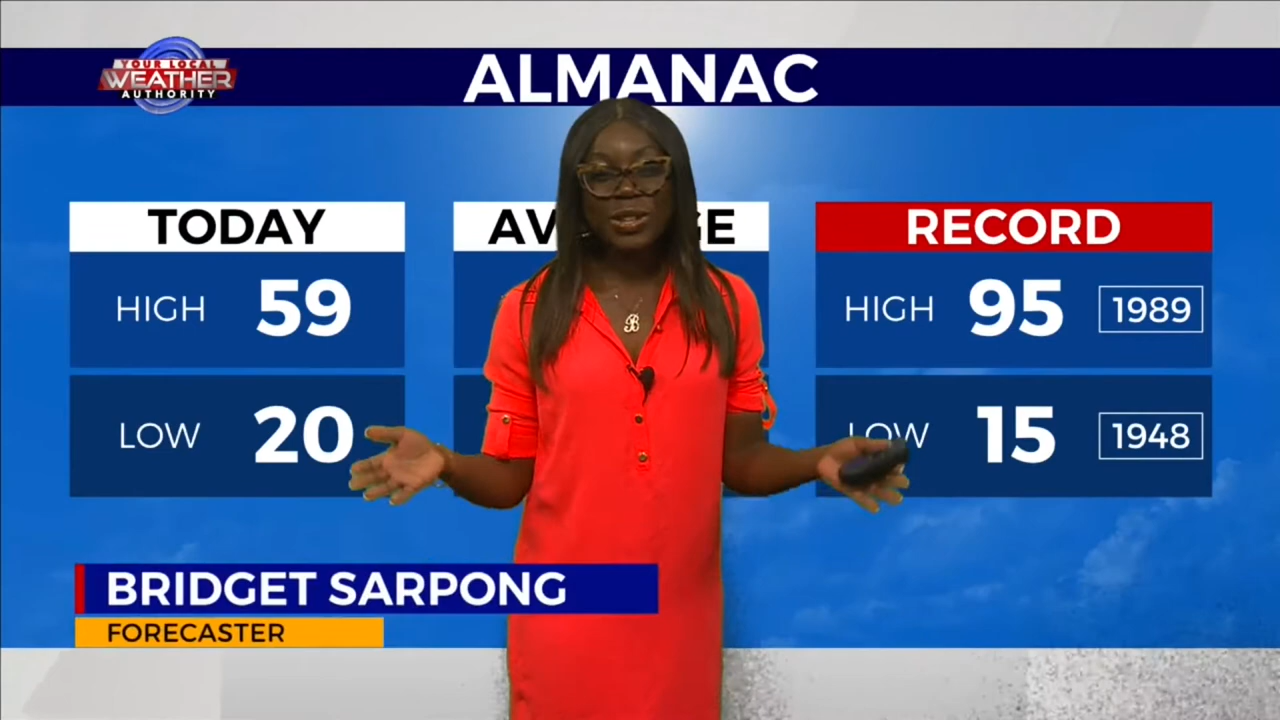 YOUR LOCAL
WEATHER
AUTHORITY
ALMANAC
TODAY
RECORD
HIGH 59
HIGH 95 1989
LOW 20
LOW 15 1948
BRIDGET SARPONG
FORECASTER